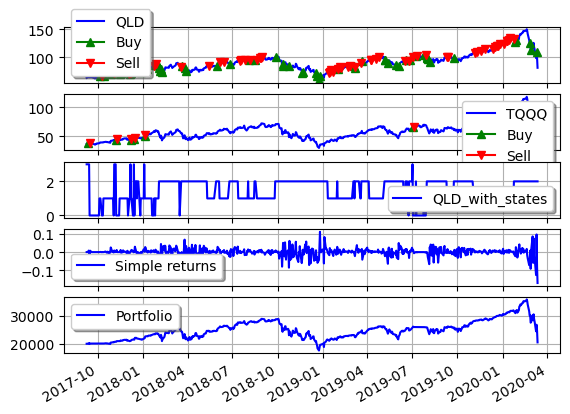 150
100
QLD
Buy
Sell
100
50
TQQQ
Buy
Sell
2
0
QLD_with_states
0.1
0.0
−0.1
Simple returns
30000
20000
Portfolio
2017-10
2018-01
2018-04
2018-07
2018-10
2019-01
2019-04
2019-07
2019-10
2020-01
2020-04